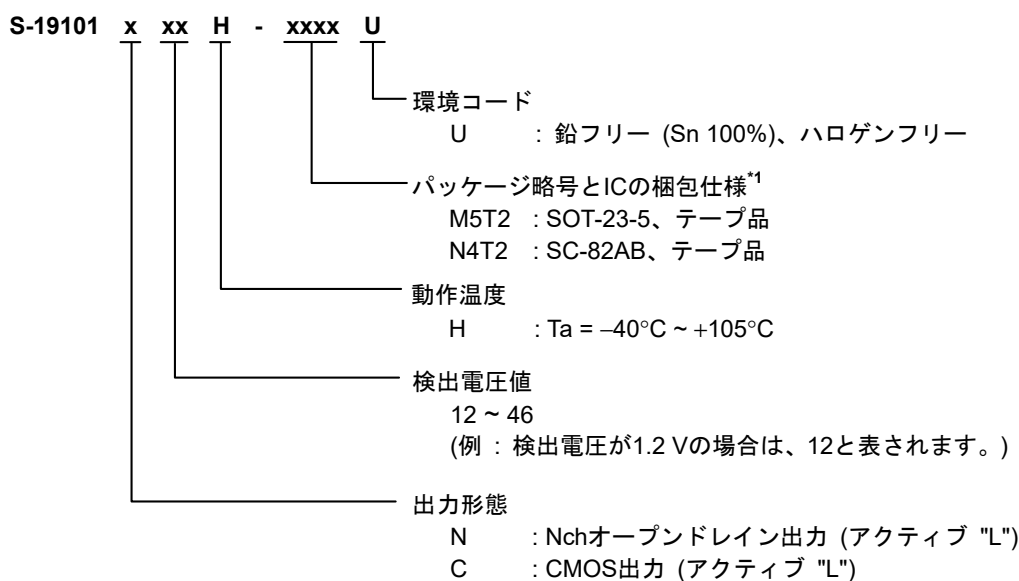 S-19101 x xx H - xxxx U
環境コード
U : 鉛フリー (Sn 100%)、ハロゲンフリー
パッケージ略号とICの梱包仕様*1
M5T2 : SOT-23-5、テープ品
N4T2 : SC-82AB、テープ品
動作温度
H : Ta = −40°C ~ +105°C
検出電圧値
12 ~ 46
(例 : 検出電圧が1.2 Vの場合は、12と表されます。)
出力形態
N : Nchオープンドレイン出力 (アクティブ "L")
C : CMOS出力 (アクティブ "L")